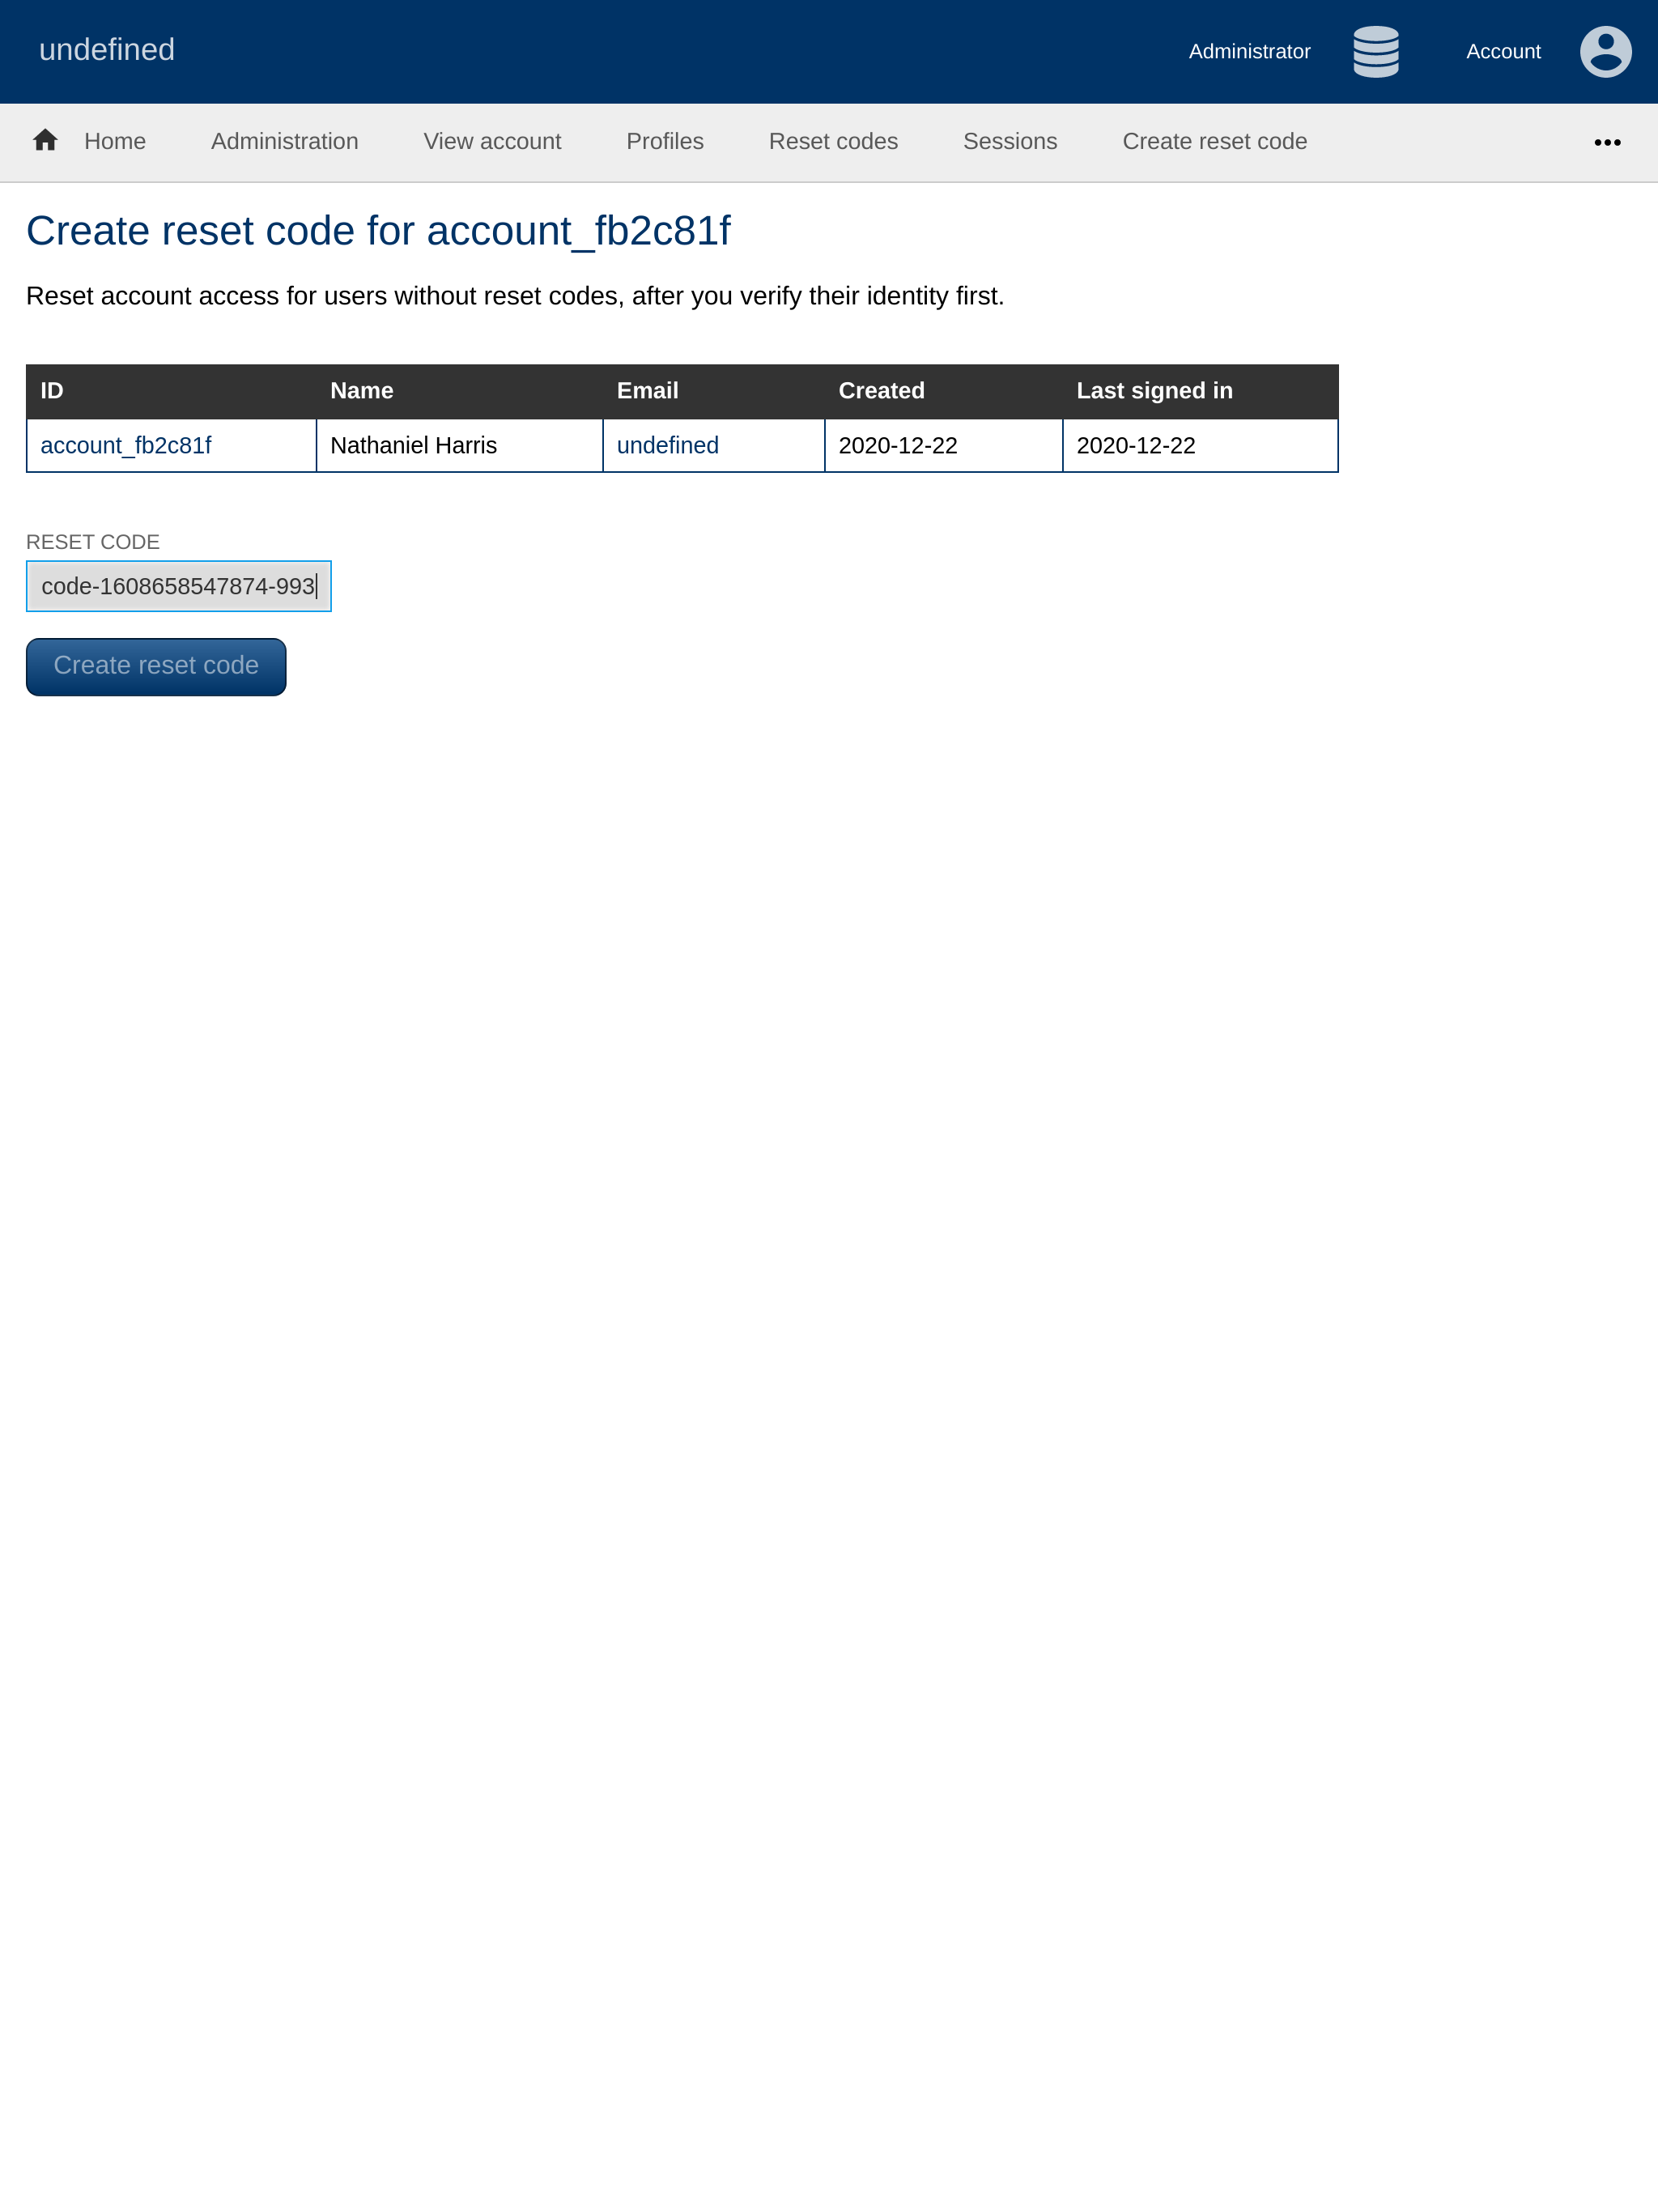 undefined
Administrator
Account
Home Administration View account Profiles Reset codes Sessions Create reset code
Create reset code for account_fb2c81f
Reset account access for users without reset codes, after you verify their identity first.
ID Name Email Created Last signed in
account_fb2c81f Nathaniel Harris undefined 2020-12-22 2020-12-22
RESET CODE
code-1608658547874-993
Create reset code